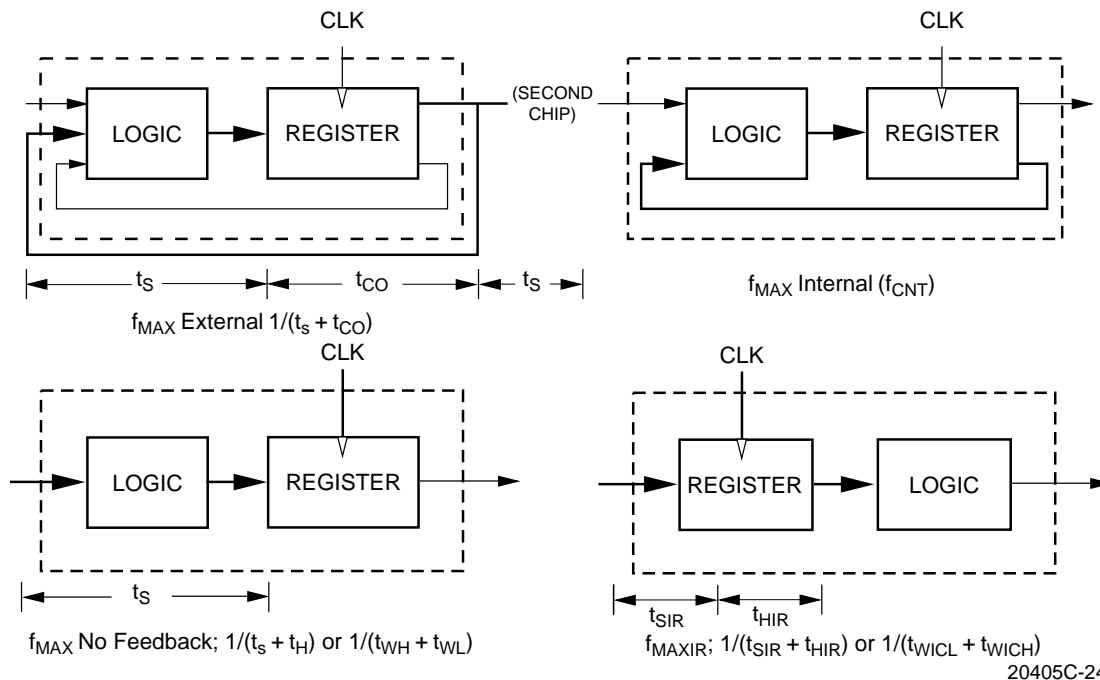 CLK
LOGIC
REGISTER
(SECOND
CHIP)
tS
tCO
tS
fMAX External 1/(ts + tCO)
CLK
LOGIC
REGISTER
fMAX Internal (fCNT)
CLK
LOGIC
REGISTER
tS
fMAX No Feedback; 1/(ts + tH) or 1/(tWH + tWL)
CLK
REGISTER
LOGIC
tSIR
tHIR
fMAXIR; 1/(tSIR + tHIR) or 1/(tWICL + tWICH)
20405C-24